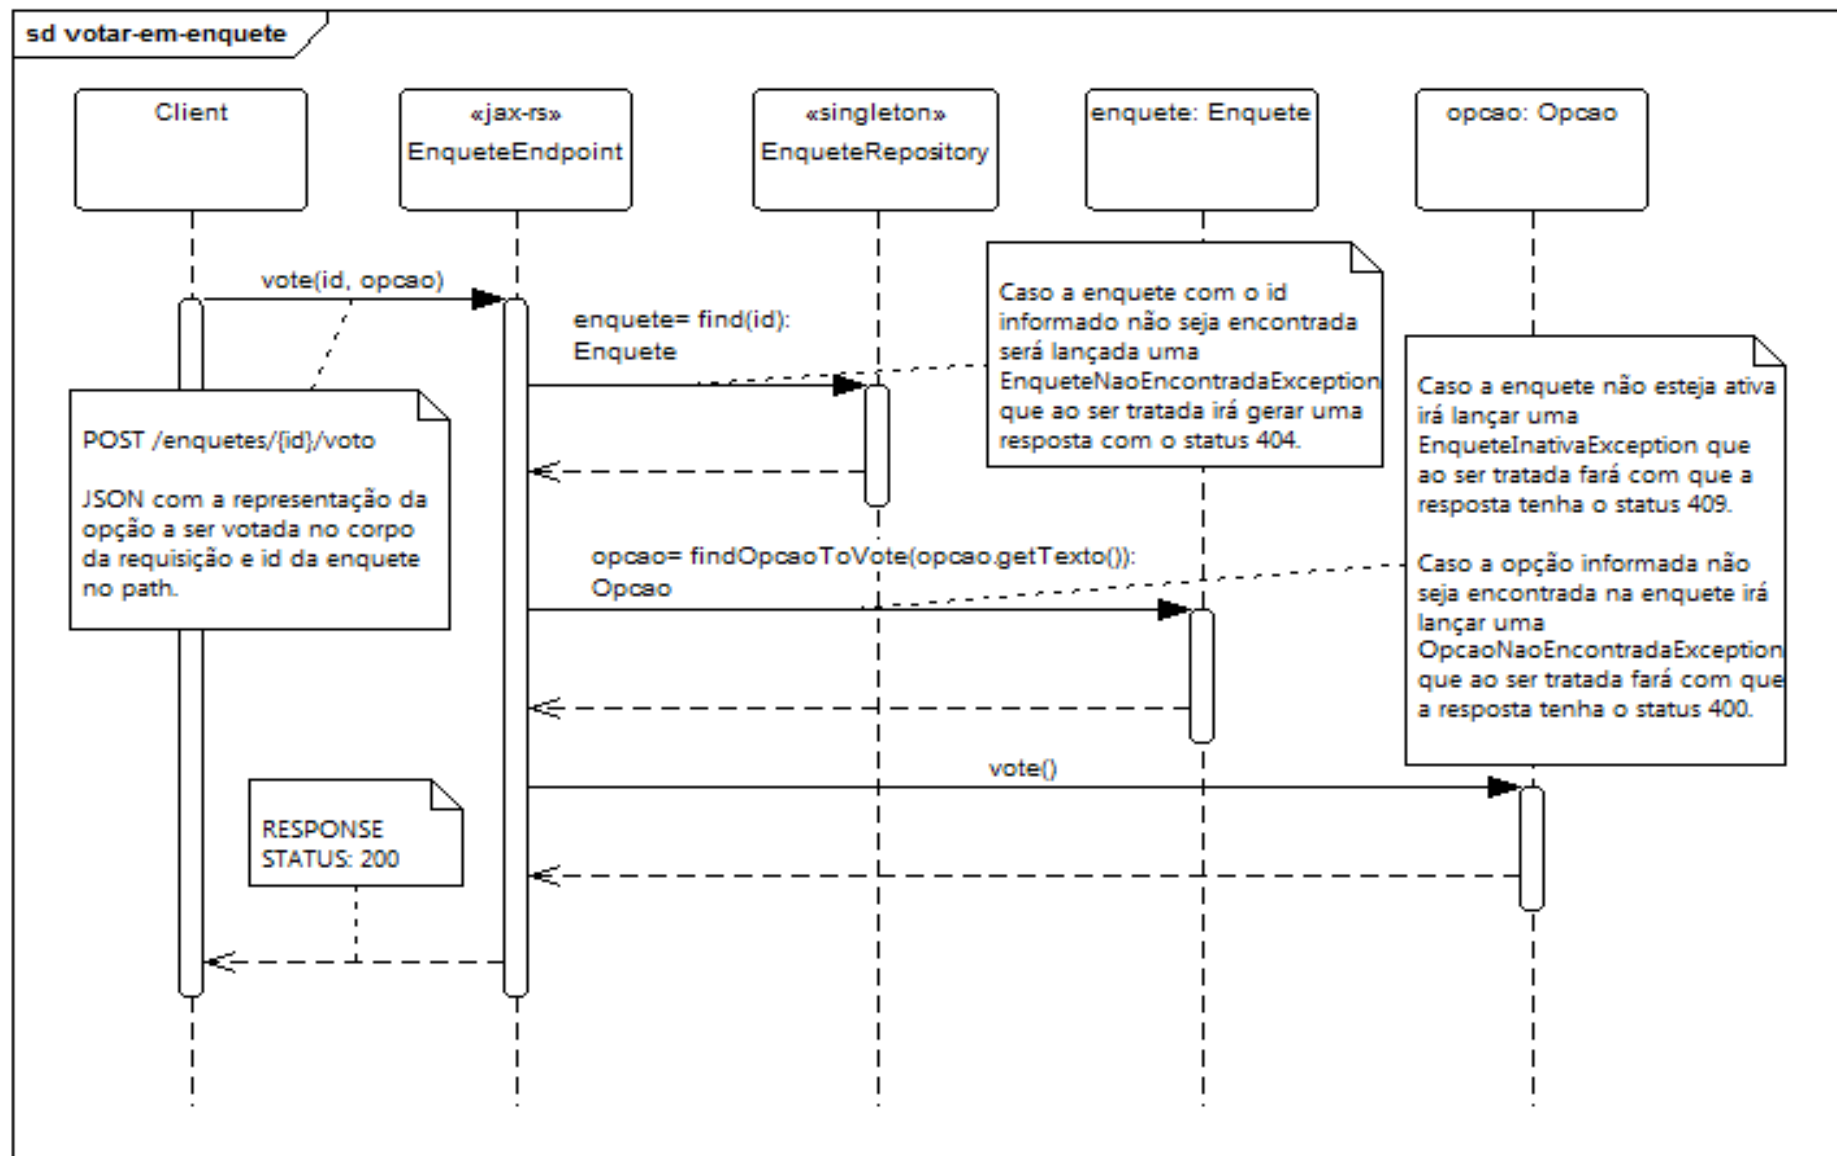 sd votar-em-enquete
Client
«jax-rs»
EnqueteEndpoint
«singleton»
EnqueteRepository
enquete: Enquete
opcao: Opcao
vote(id, opcao)
enquete= find(id):
Enquete
Caso a enquete com o id
informado não seja encontrada
será lançada uma
EnqueteNaoEncontradaException
que ao ser tratada irá gerar uma
resposta com o status 404.
Caso a enquete não esteja ativa
irá lançar uma
EnqueteInativaException que
ao ser tratada fará com que a
resposta tenha o status 409.
Caso a opção informada não
seja encontrada na enquete irá
lançar uma
OpcaoNaoEncontradaException
que ao ser tratada fará com que
a resposta tenha o status 400.
POST /enquetes/{id}/voto
JSON com a representação da
opção a ser votada no corpo
da requisição e id da enquete
no path.
opcao= findOpcaoToVote(opcao.getTexto()):
Opcao
vote()
RESPONSE
STATUS: 200